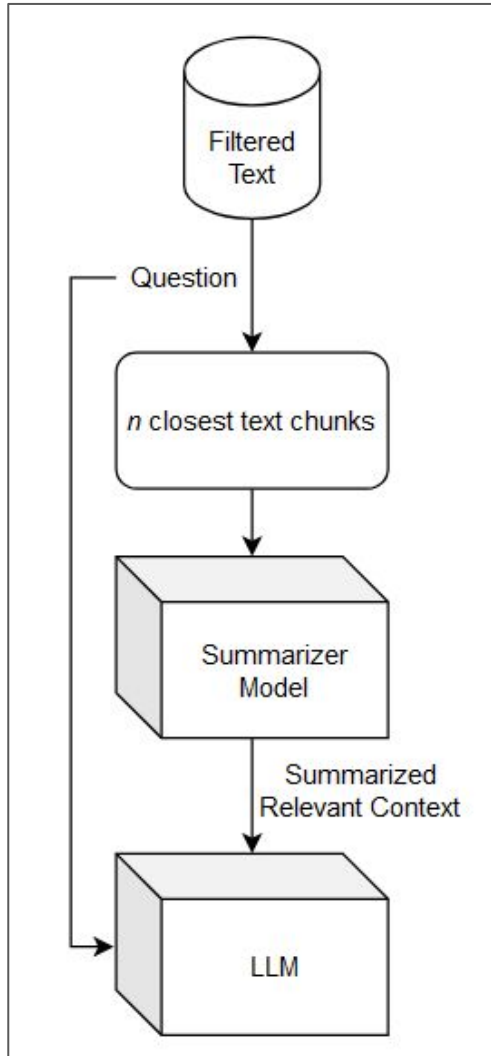 Filtered
Text
Question
n closest text chunks
Summarizer
Model
Summarized
Relevant Context
LLM